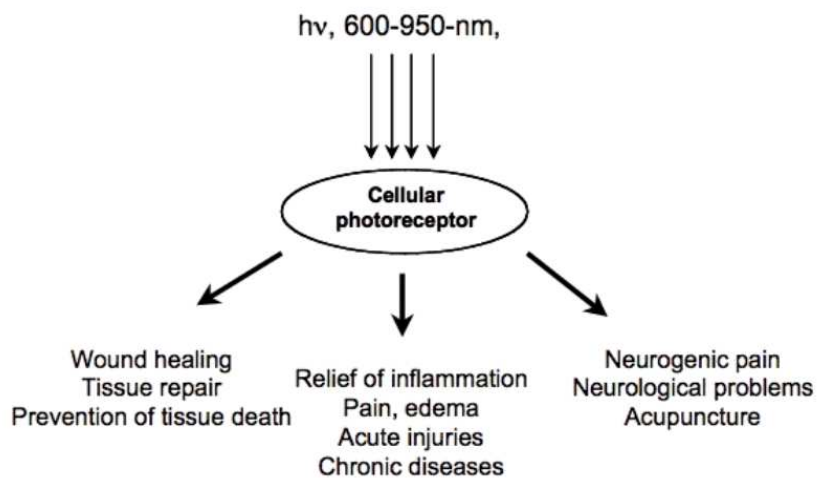 hν, 600-950-nm,
Cellular
photoreceptor
Wound healing
Tissue repair
Prevention of tissue death
Relief of inflammation
Pain, edema
Acute injuries
Chronic diseases
Neurogenic pain
Neurological problems
Acupuncture